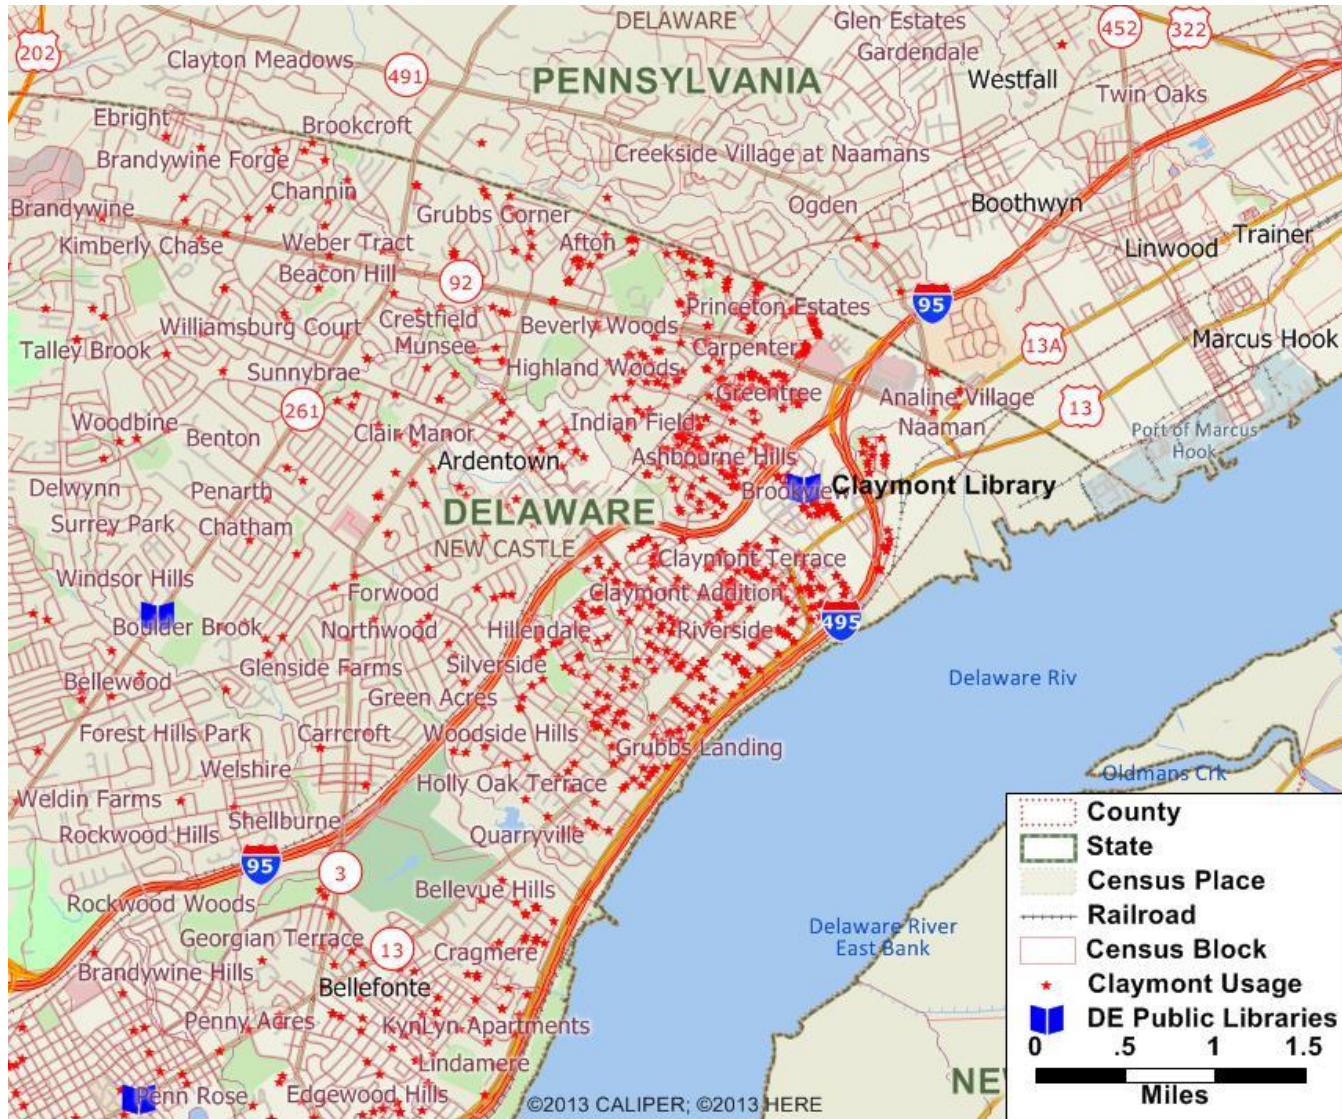 DELAWARE
Glen Estates
202
452
322
Clayton Meadows
Gardendale
491
PENNSYLVANIA
Westfall
Twin Oaks
Ebright
Brookcroft
Brandywine Forge
Creekside Village at Naamans
Channin
Brandywine
Grubbs Corner
Ogden
Boothwyn
Kimberly Chase
Weber Tract
Afton
Linwood
Trainer
Beacon Hill
92
Princeton Estates
95
Williamsburg Court
Crestfield
Beverly Woods
Talley Brook
Munsee
Carpenter
13A
Marcus Hook
Sunnybrae
Highland Woods
Greentree
Analine Village
261
13
Woodbine
Benton
Clair Manor
Indian Field
Naaman
Port of Marcus
Hook
Ardentown
Ashbourne Hills
Delwynn
Penarth
Brookview
Claymont Library
Surrey Park
Chatham
DELAWARE
NEW CASTLE
Claymont Terrace
Windsor Hills
Forwood
Claymont Addition
Boulder Brook
Northwood
Hillendale
Riverside
495
Glenside Farms
Silverside
Bellewood
Green Acres
Delaware Riv
Forest Hills Park
Carrcroft
Woodside Hills
Grubbs Landing
Welshire
Holly Oak Terrace
Oldmans Crk
Weldin Farms
Rockwood Hills
Shellburne
Quarryville
95
3
Bellevue Hills
Rockwood Woods
Georgian Terrace
13
Cragmere
Delaware River
East Bank
Brandywine Hills
Bellefonte
Penny Acres
KynLyn Apartments
Lindamere
Penn Rose
Edgewood Hills
NE
©2013 CALIPER; ©2013 HERE
County
State
Census Place
Railroad
Census Block
Claymont Usage
DE Public Libraries
0 .5 1 1.5
Miles